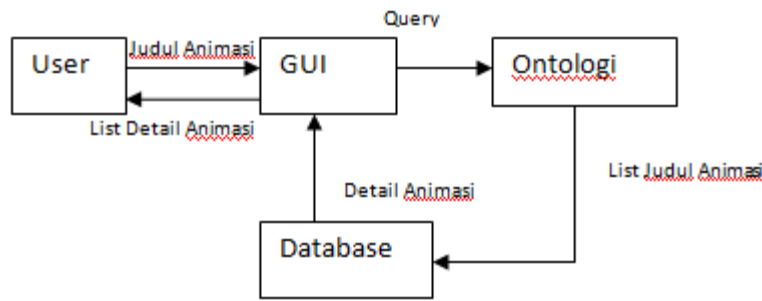 Query
User
Judul Animasi
GUI
Ontologi
List Detail Animasi
List Judul Animasi
Detail Animasi
Database